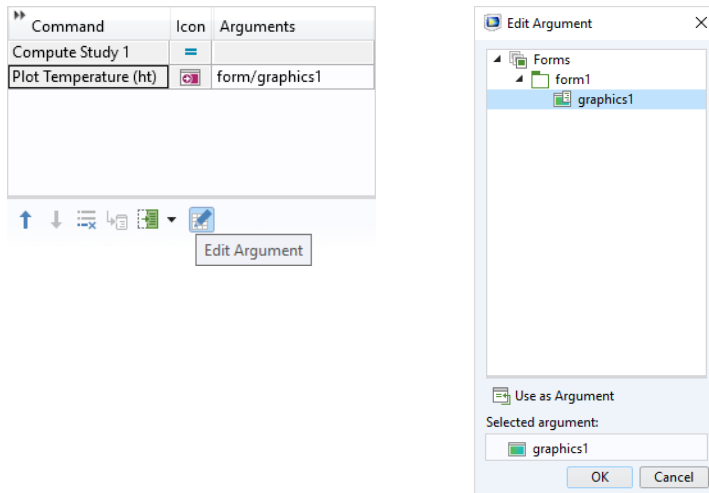 Command Icon Arguments
Compute Study 1
Plot Temperature (ht) form/graphics1
Edit Argument
Edit Argument
Forms
form1
graphics1
Use as Argument
Selected argument:
graphics1
OK Cancel